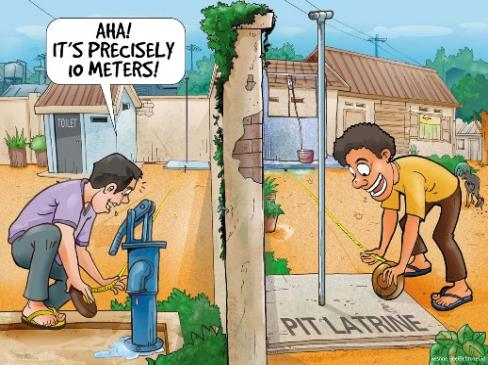 AHA!
IT'S PRECISELY
10 METERS!
TOILET
PIT LATRINE